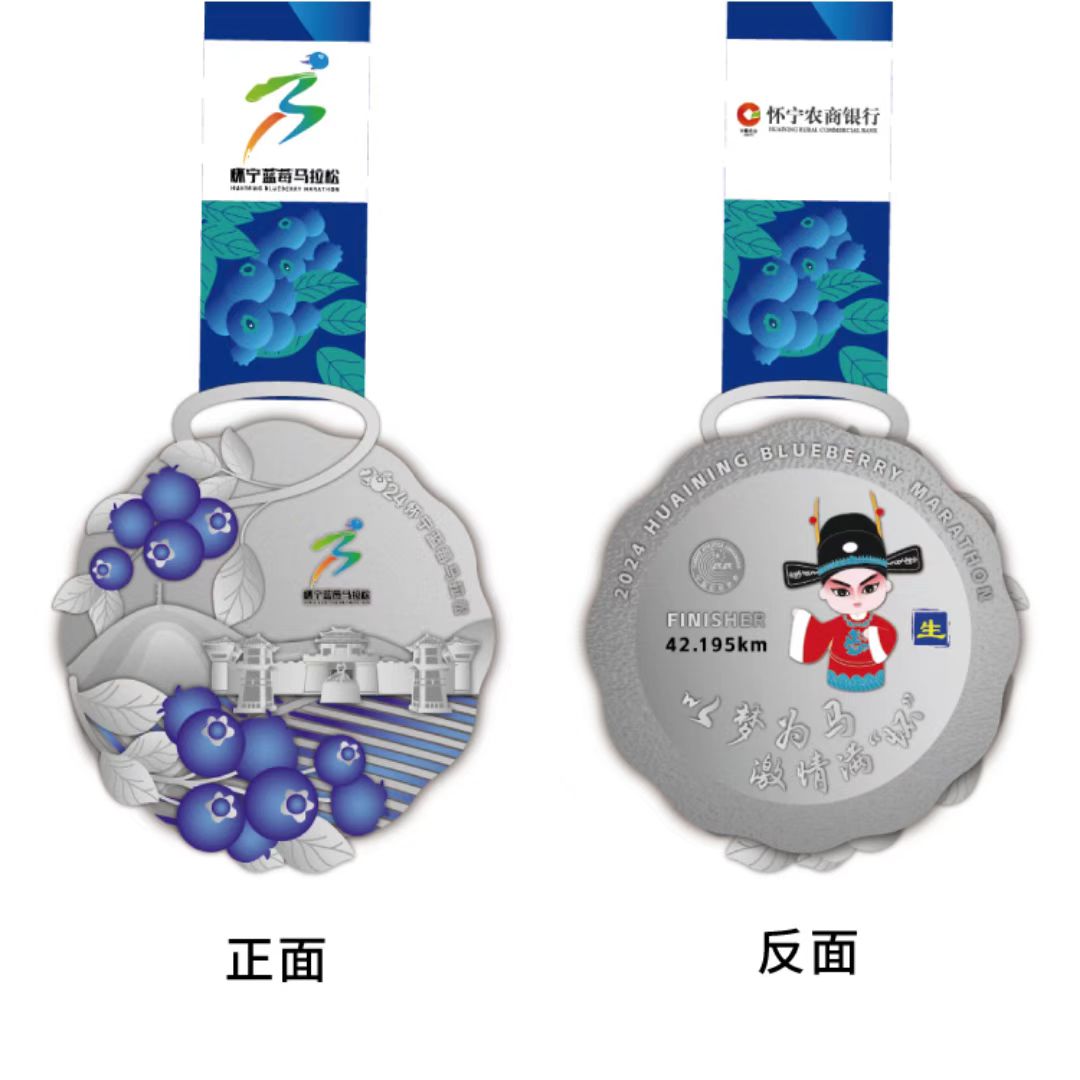 怀宁蓝莓马拉松
HUAINING BLUEBERRY MARATHON
怀宁农商银行
HUAINING RURAL COMMERCIAL BANK
2024怀宁蓝莓马拉松
怀宁蓝莓马拉松
2024 HUAINING BLUEBERRY MARATHON
FINISHER
42.195km
生
以梦为马
激情满“怀”
正面
反面